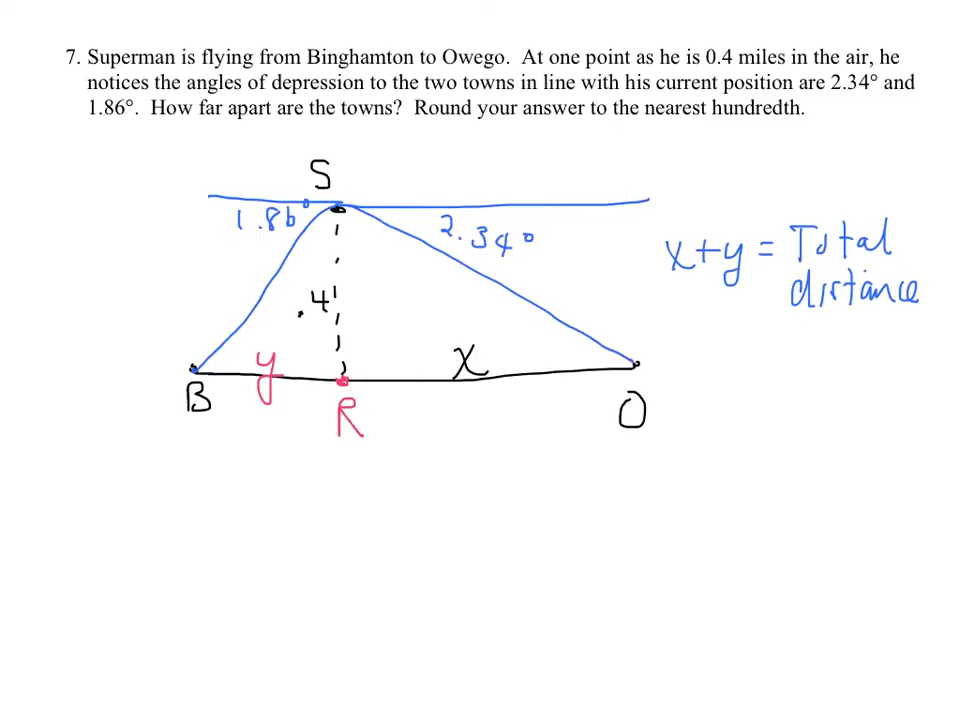 7. Superman is flying from Binghamton to Owego. At one point as he is 0.4 miles in the air, he
notices the angles of depression to the two towns in line with his current position are 2.34° and
1.86°. How far apart are the towns? Round your answer to the nearest hundredth.
S
1.86°
2.34°
x+y = Total
distance
.4'
y
x
B
R
O